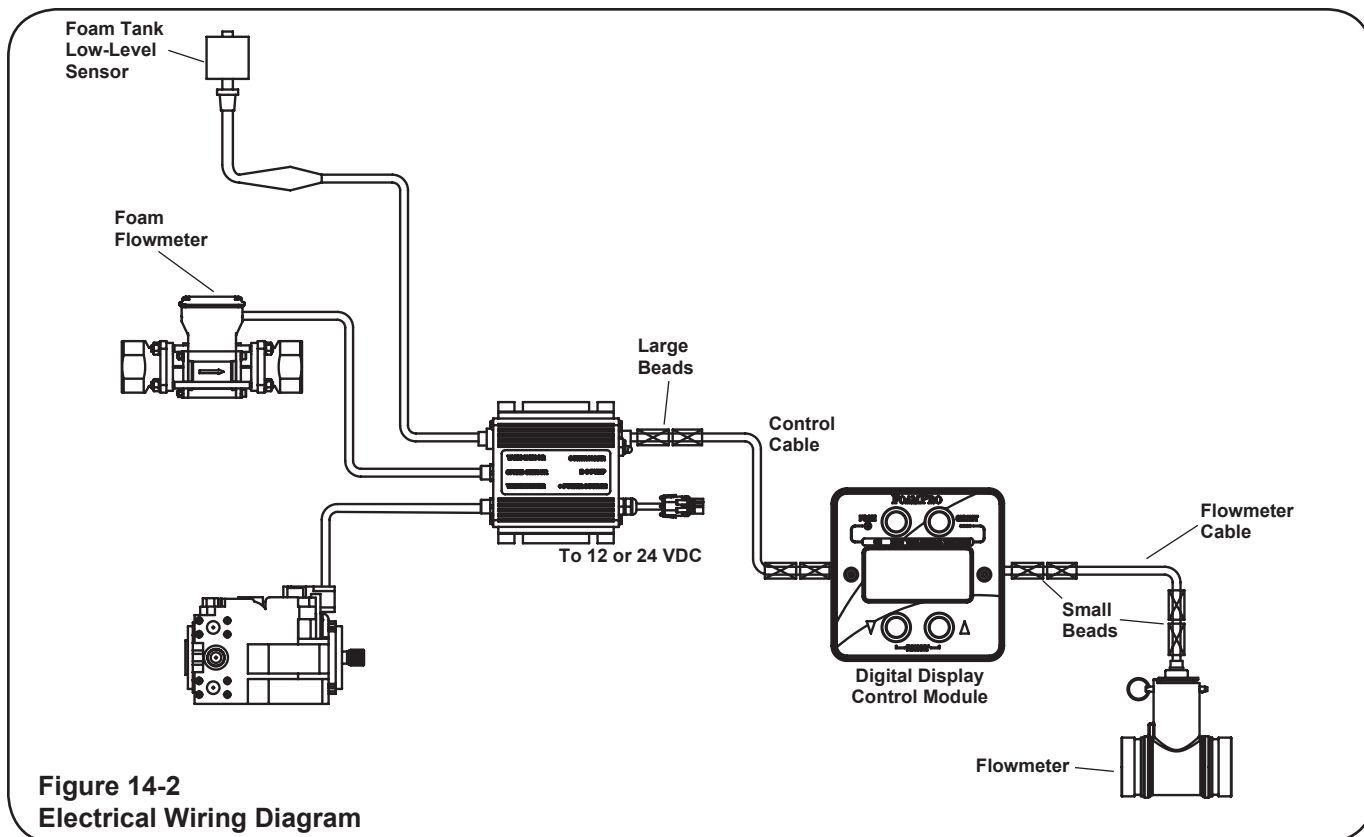 Foam Tank
Low-Level
Sensor
Foam
Flowmeter
Large
Beads
Control
Cable
To 12 or 24 VDC
Flowmeter
Cable
Small
Beads
Digital Display
Control Module
Flowmeter
Figure 14-2
Electrical Wiring Diagram